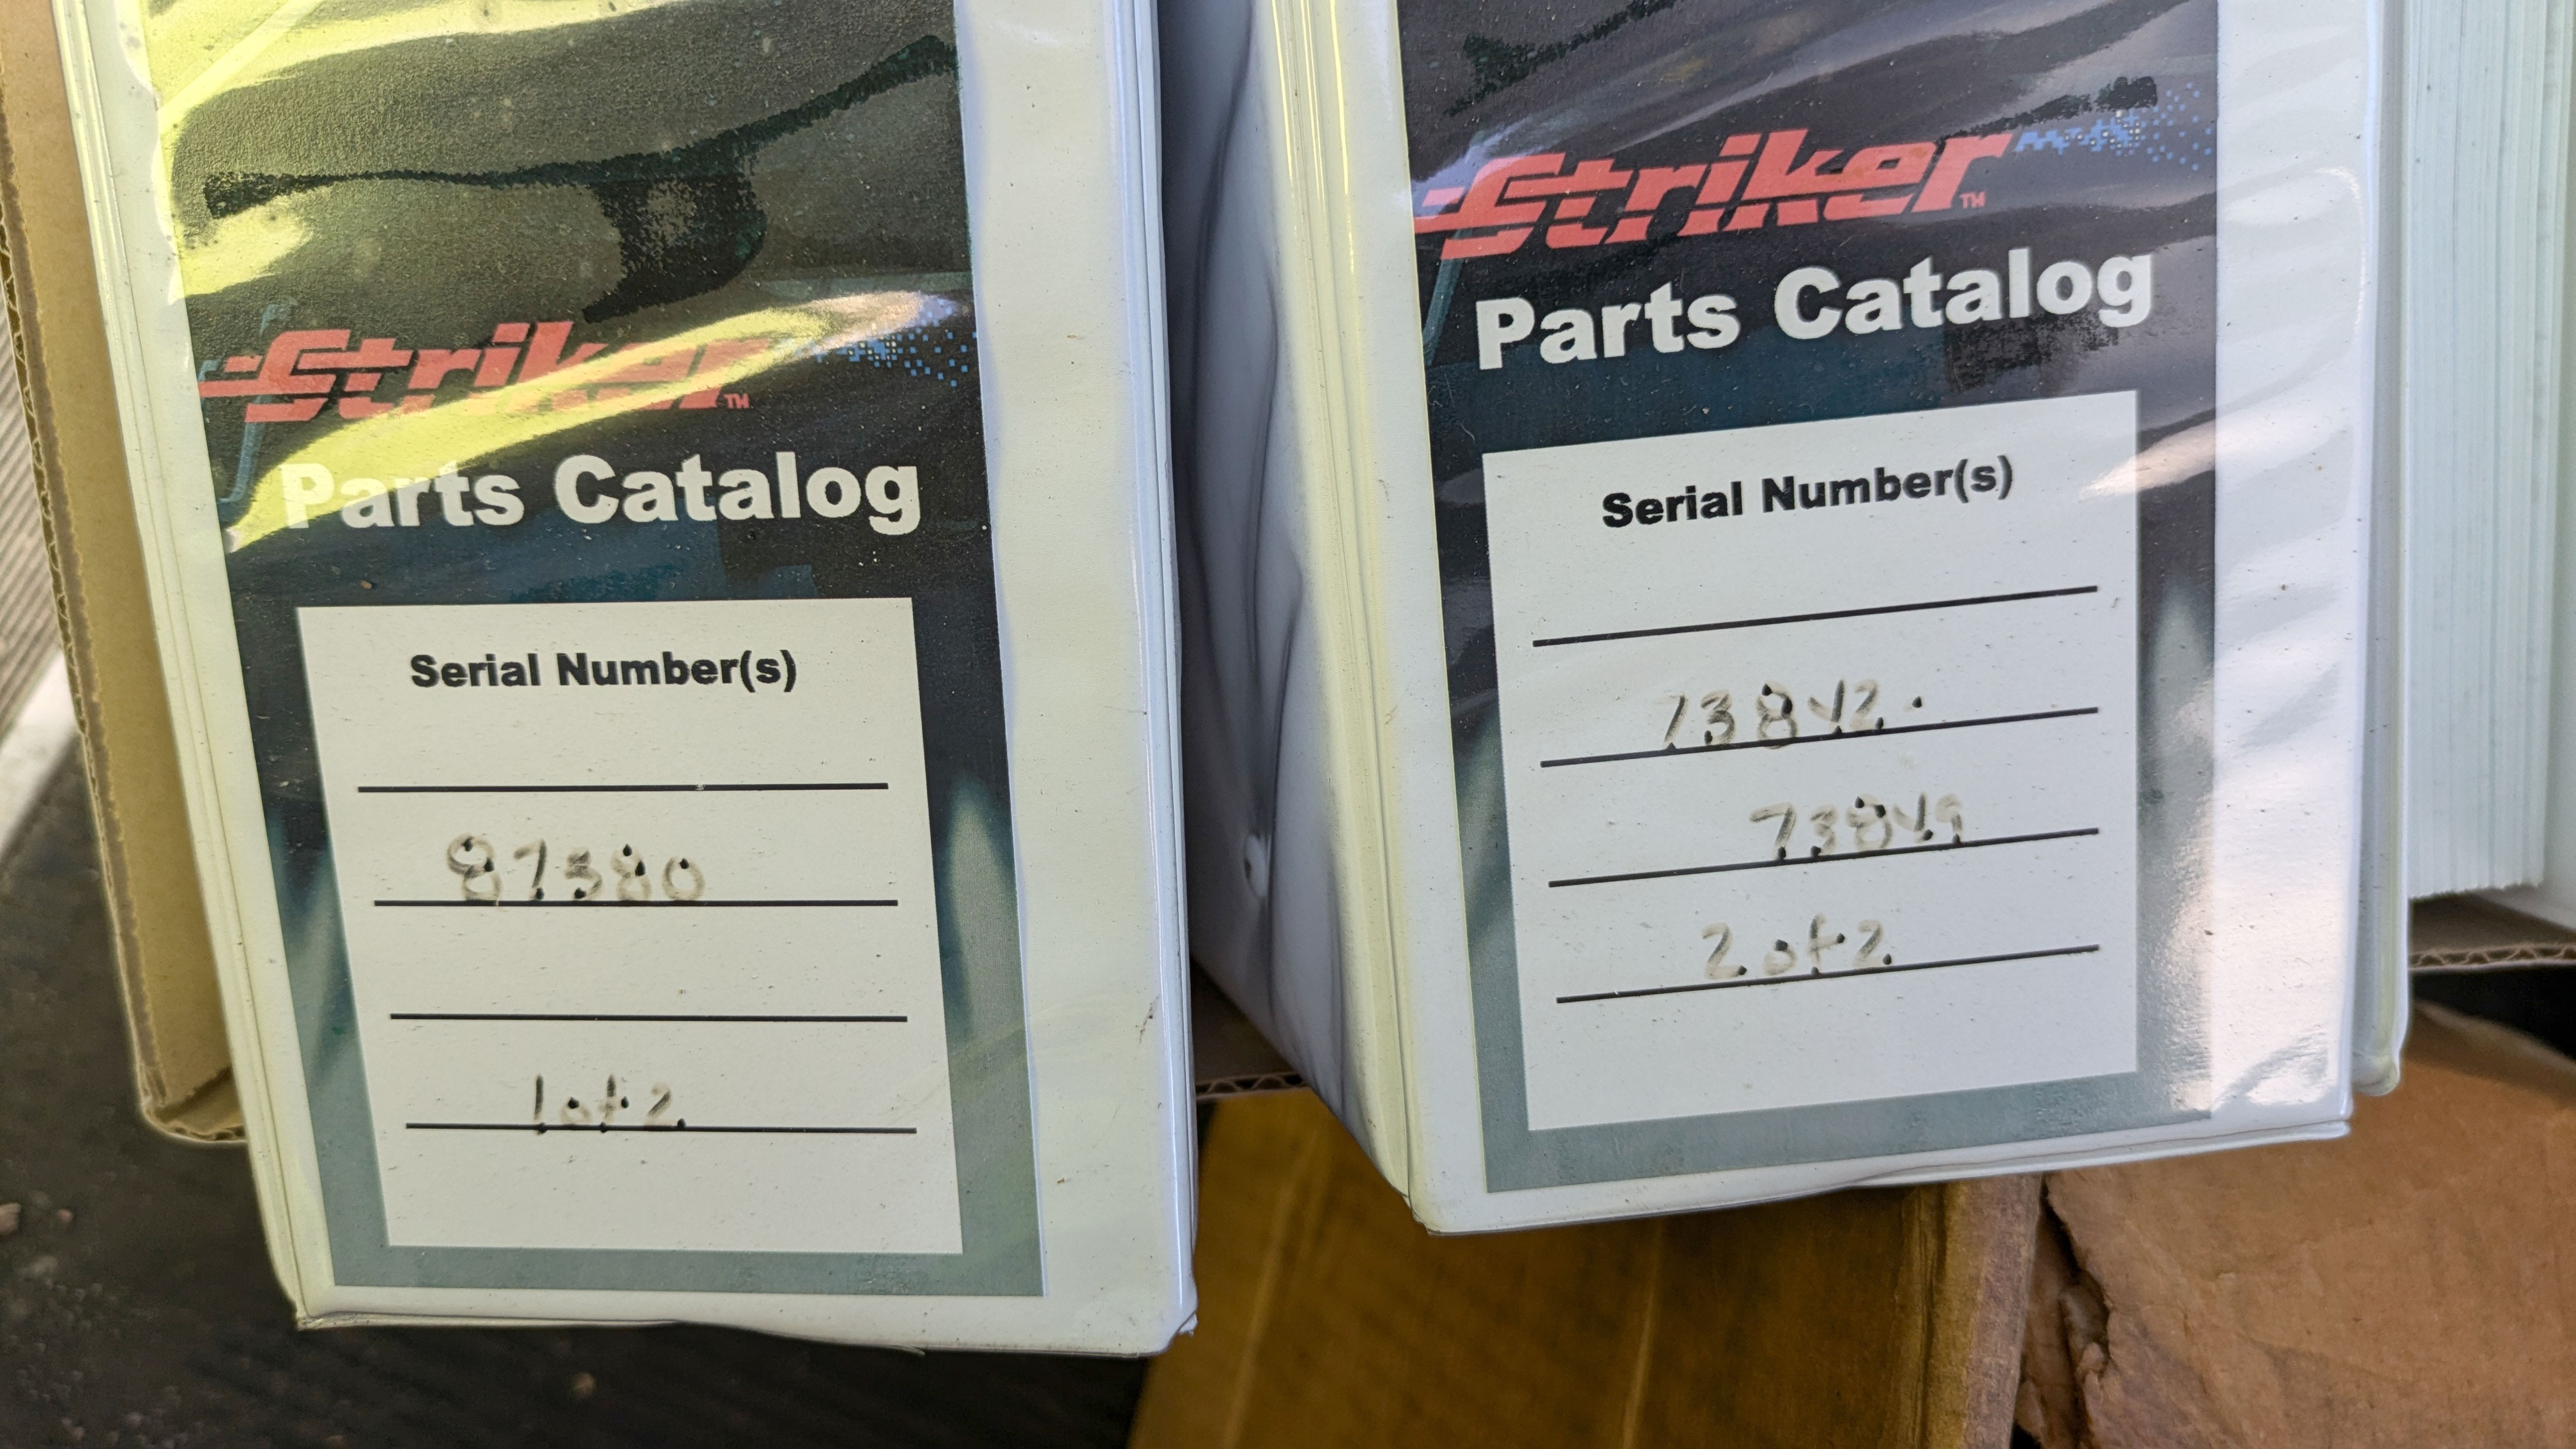 Striker™
Parts Catalog
Serial Number(s)
87380
1 of 2
Striker™
Parts Catalog
Serial Number(s)
73842
73849
2 of 2